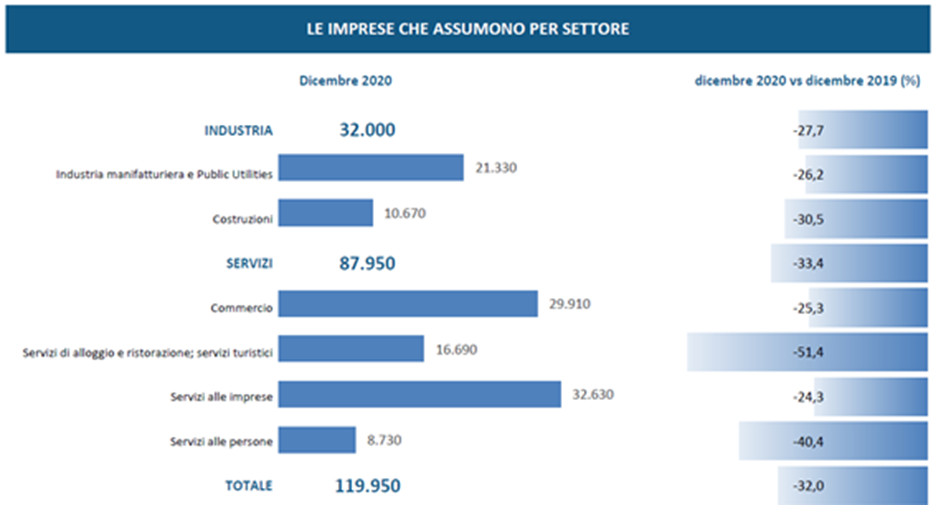 LE IMPRESE CHE ASSUMONO PER SETTORE
Dicembre 2020 dicembre 2020 vs dicembre 2019 (%)
INDUSTRIA 32.000 -27,7
Industria manifatturiera e Public Utilities 21.330 -26,2
Costruzioni 10.670 -30,5
SERVIZI 87.950 -33,4
Commercio 29.910 -25,3
Servizi di alloggio e ristorazione; servizi turistici 16.690 -51,4
Servizi alle imprese 32.630 -24,3
Servizi alle persone 8.730 -40,4
TOTALE 119.950 -32,0